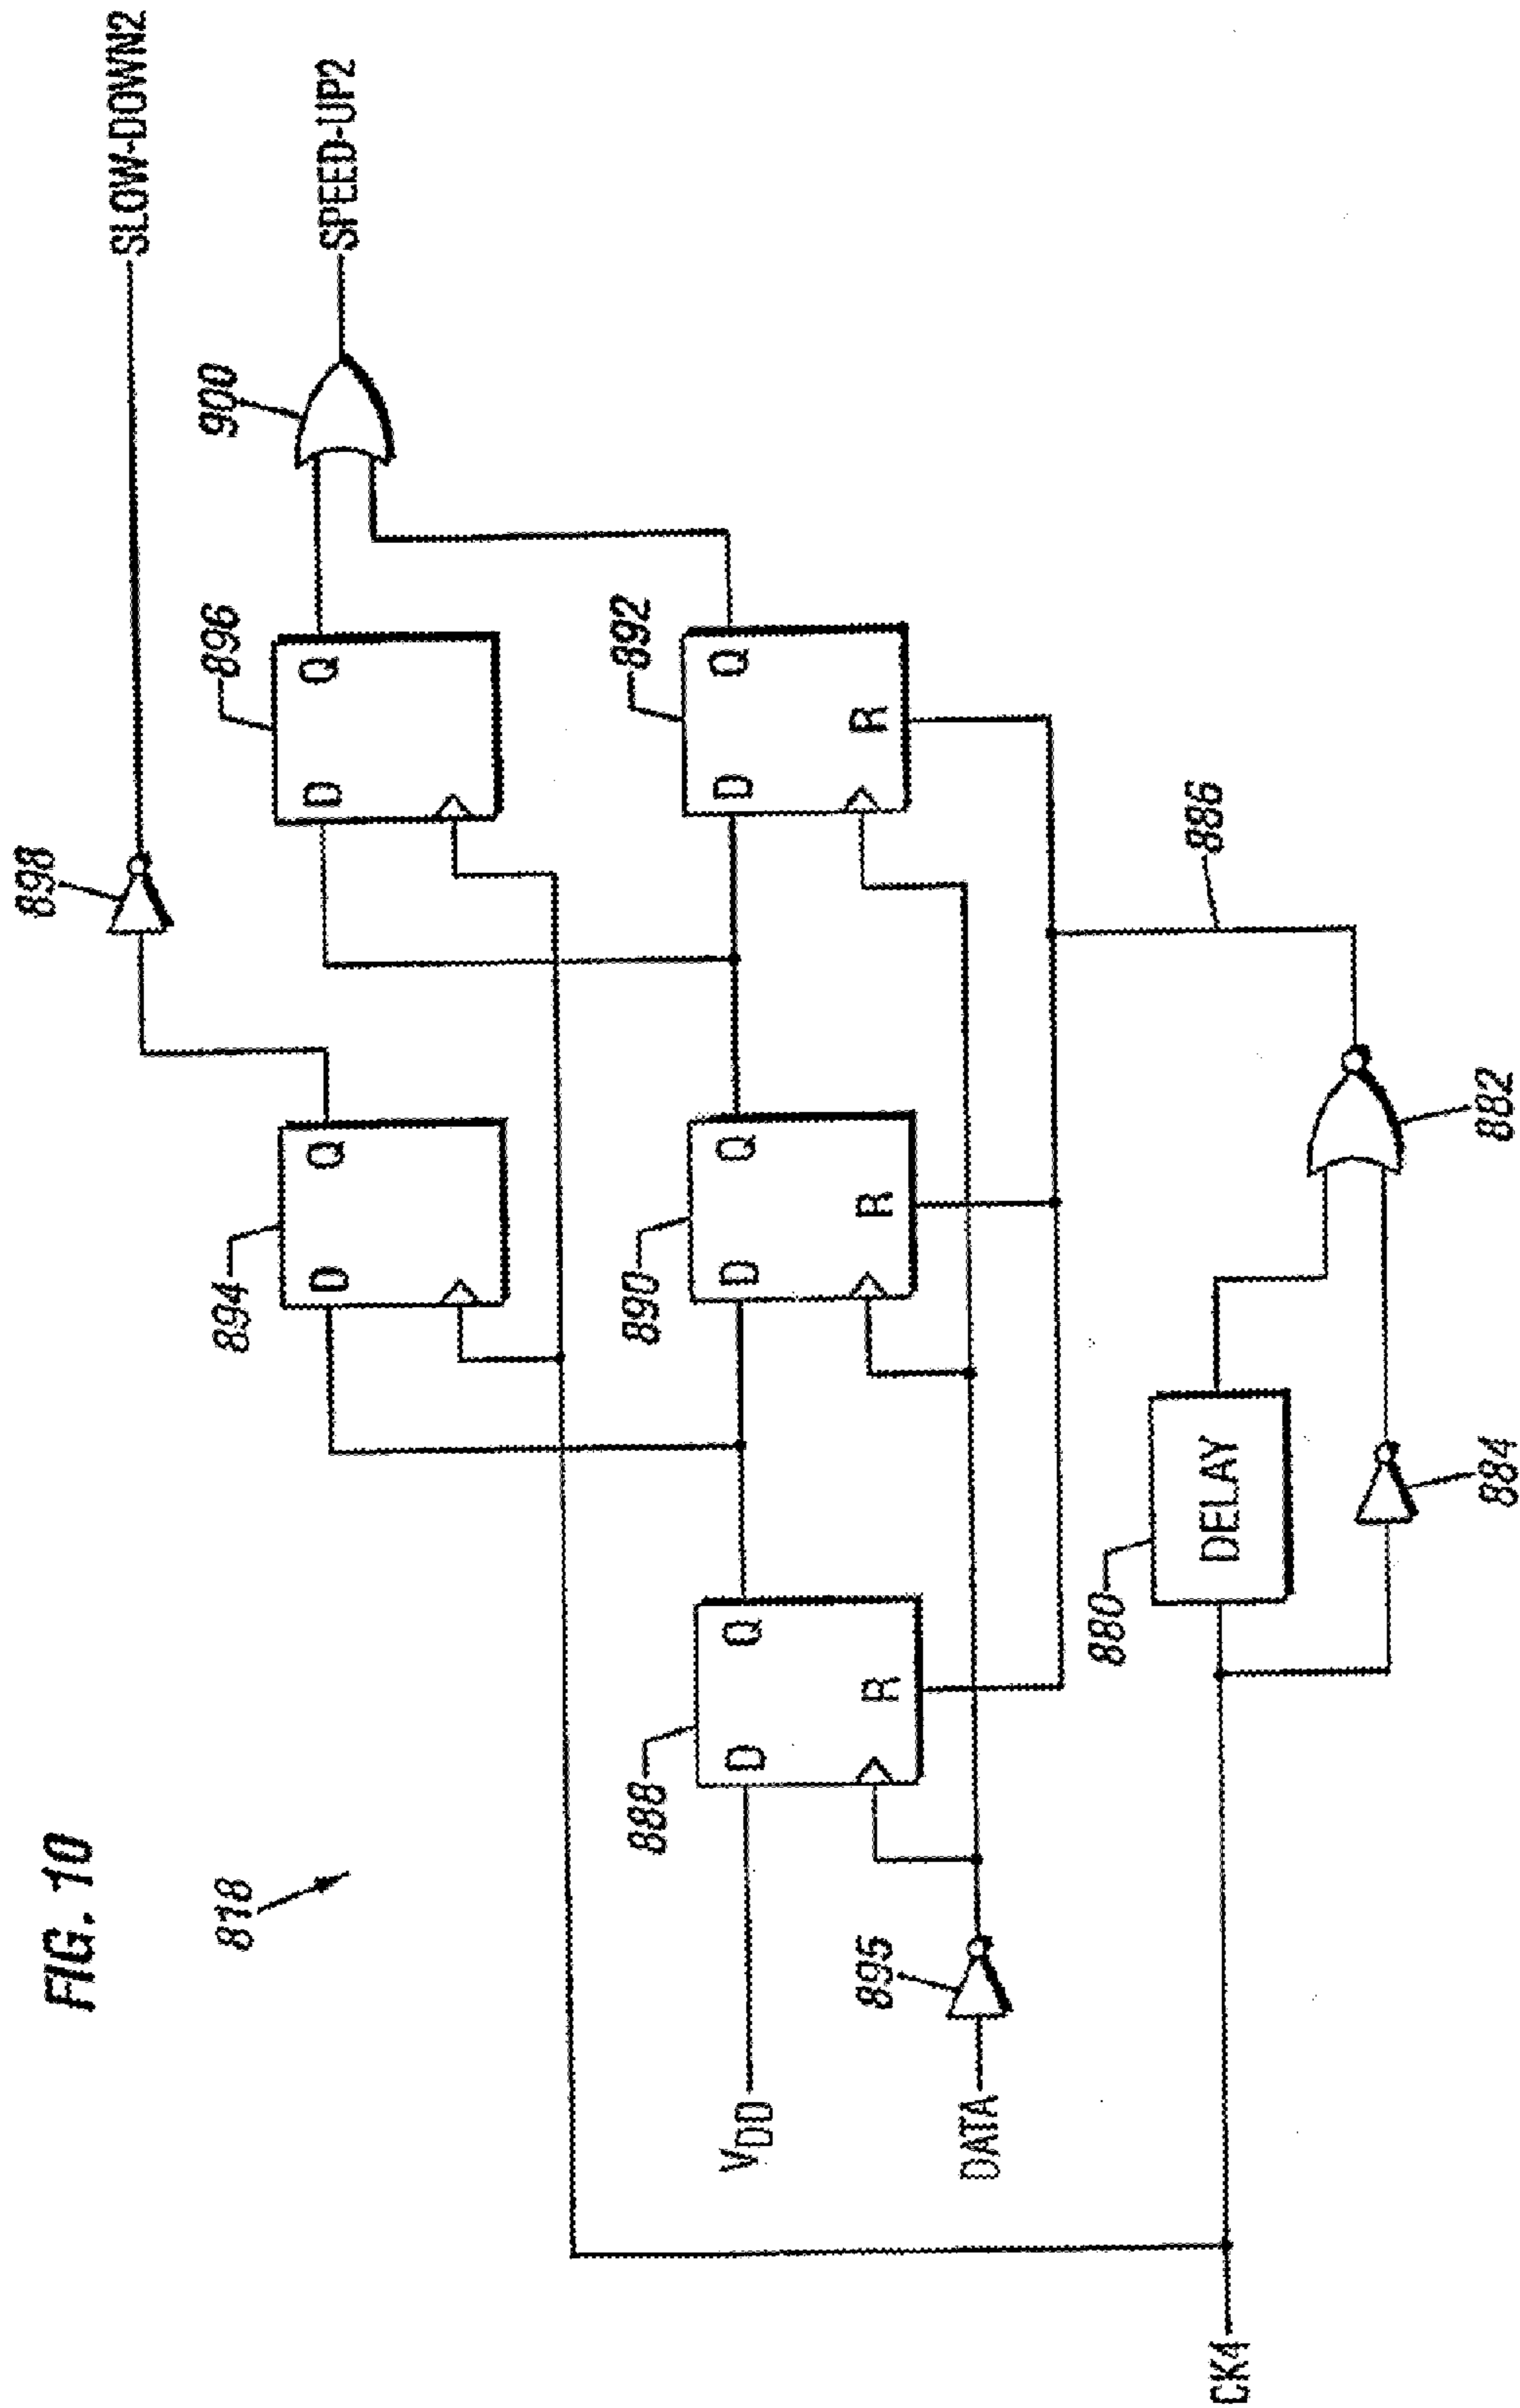 FIG. 10
818
898
SLOW-DOWN2
894
D
Q
896
D
Q
900
SPEED-UP2
VDD
888
D
Q
R
890
D
Q
R
892
D
Q
R
DATA
895
886
880
DELAY
882
884
CK4